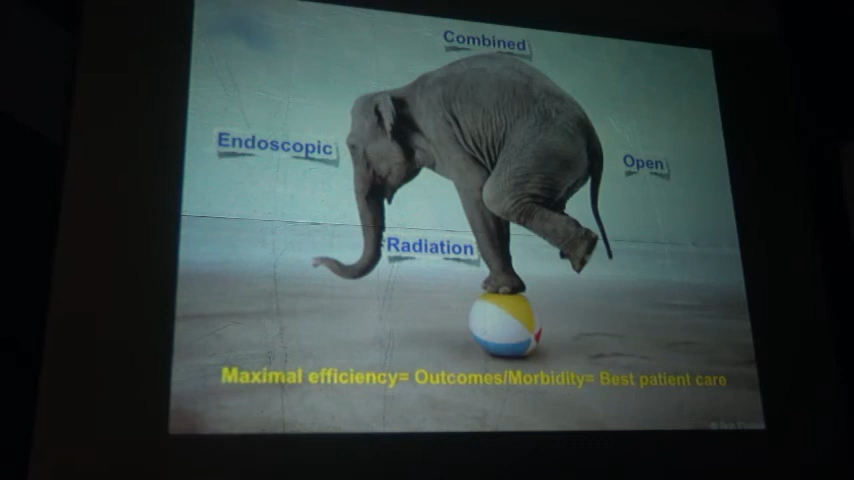 Combined
Endoscopic
Open
Radiation
Maximal efficiency= Outcomes/Morbidity= Best patient care